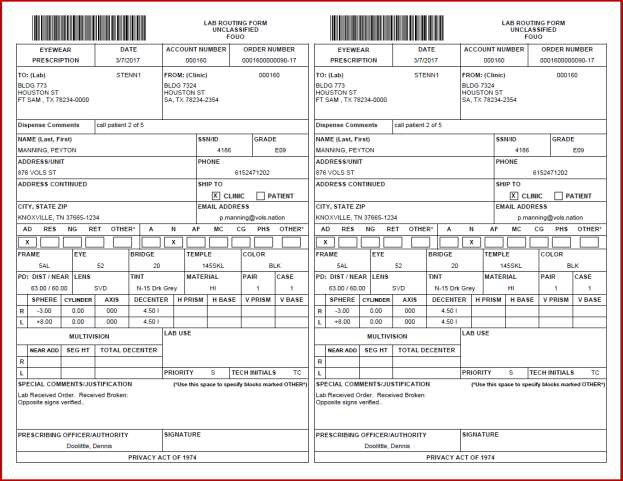 LAB ROUTING FORM
UNCLASSIFIED
FOUO
EYEWEAR PRESCRIPTION
DATE
3/7/2017
ACCOUNT NUMBER
000160
ORDER NUMBER
0001600000090-17
TO: (Lab) STENN1
BLDG 773
HOUSTON ST
FT SAM , TX 78234-0000
FROM: (Clinic) 000160
BLDG 7324
HOUSTON ST
SA, TX 78234-2354
Dispense Comments call patient 2 of 5
NAME (Last, First) SSN/ID GRADE
MANNING, PEYTON 4186 E09
ADDRESS/UNIT PHONE
876 VOLS ST 6152471202
ADDRESS CONTINUED SHIP TO
X CLINIC PATIENT
CITY, STATE ZIP EMAIL ADDRESS
KNOXVILLE, TN 37665-1234 p.manning@vols.nation
AD RES NG RET OTHER* A N AF MC CG PHS OTHER*
X X
FRAME EYE BRIDGE TEMPLE COLOR
5AL 52 20 145SKL BLK
PD: DIST / NEAR LENS TINT MATERIAL PAIR CASE
63.00 / 60.00 SVD N-15 Drk Grey HI 1 1
SPHERE CYLINDER AXIS DECENTER H PRISM H BASE V PRISM V BASE
R -3.00 0.00 000 4.50 I
L +8.00 0.00 000 4.50 I
MULTIVISION LAB USE
NEAR ADD SEG HT TOTAL DECENTER
R
L PRIORITY S TECH INITIALS TC
SPECIAL COMMENTS/JUSTIFICATION (*Use this space to specify blocks marked OTHER*)
Lab Received Order. Received Broken:
Opposite signs verified..
PRESCRIBING OFFICER/AUTHORITY SIGNATURE
Doolittle, Dennis
PRIVACY ACT OF 1974
LAB ROUTING FORM
UNCLASSIFIED
FOUO
EYEWEAR PRESCRIPTION
DATE
3/7/2017
ACCOUNT NUMBER
000160
ORDER NUMBER
0001600000090-17
TO: (Lab) STENN1
BLDG 773
HOUSTON ST
FT SAM , TX 78234-0000
FROM: (Clinic) 000160
BLDG 7324
HOUSTON ST
SA, TX 78234-2354
Dispense Comments call patient 2 of 5
NAME (Last, First) SSN/ID GRADE
MANNING, PEYTON 4186 E09
ADDRESS/UNIT PHONE
876 VOLS ST 6152471202
ADDRESS CONTINUED SHIP TO
X CLINIC PATIENT
CITY, STATE ZIP EMAIL ADDRESS
KNOXVILLE, TN 37665-1234 p.manning@vols.nation
AD RES NG RET OTHER* A N AF MC CG PHS OTHER*
X X
FRAME EYE BRIDGE TEMPLE COLOR
5AL 52 20 145SKL BLK
PD: DIST / NEAR LENS TINT MATERIAL PAIR CASE
63.00 / 60.00 SVD N-15 Drk Grey HI 1 1
SPHERE CYLINDER AXIS DECENTER H PRISM H BASE V PRISM V BASE
R -3.00 0.00 000 4.50 I
L +8.00 0.00 000 4.50 I
MULTIVISION LAB USE
NEAR ADD SEG HT TOTAL DECENTER
R
L PRIORITY S TECH INITIALS TC
SPECIAL COMMENTS/JUSTIFICATION (*Use this space to specify blocks marked OTHER*)
Lab Received Order. Received Broken:
Opposite signs verified..
PRESCRIBING OFFICER/AUTHORITY SIGNATURE
Doolittle, Dennis
PRIVACY ACT OF 1974